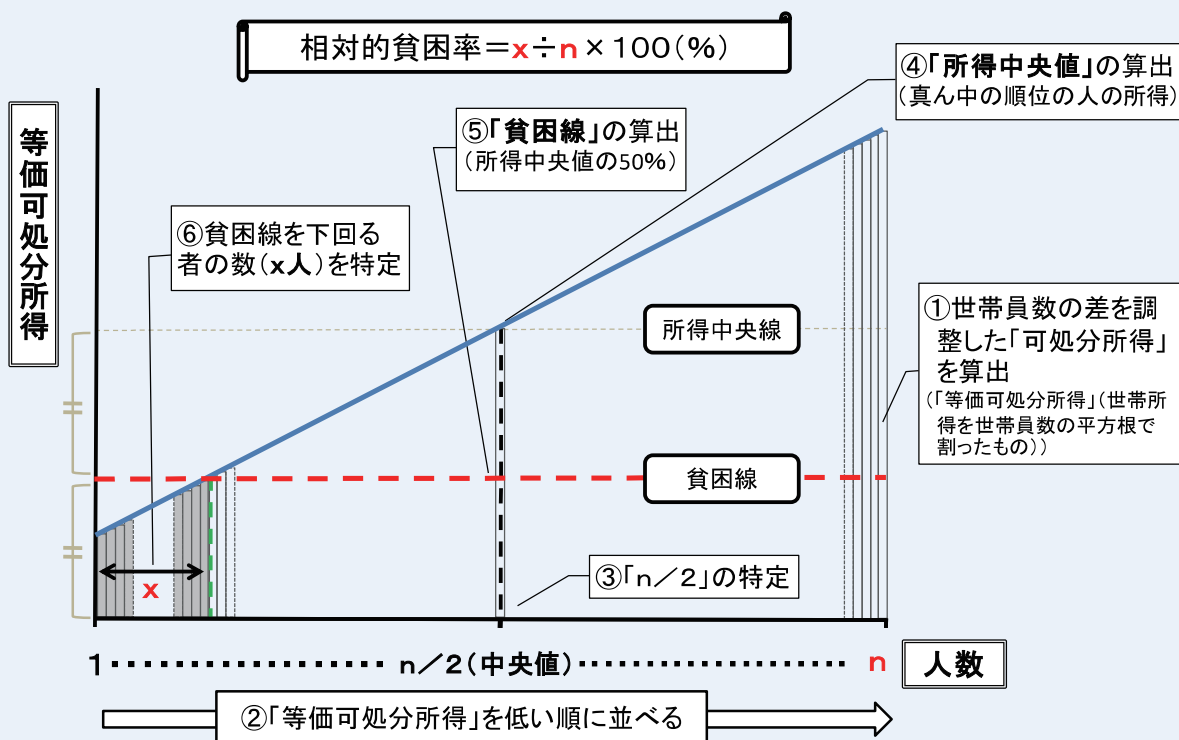 相対的貧困率＝x÷n×100(％)
④「所得中央値」の算出
(真ん中の順位の人の所得)
等価可処分所得
⑤「貧困線」の算出
(所得中央値の50%)
⑥貧困線を下回る
者の数(x人)を特定
①世帯員数の差を調
整した「可処分所得」
を算出
(「等価可処分所得」(世帯所
得を世帯員数の平方根で
割ったもの))
所得中央線
貧困線
x
③「n／2」の特定
1 n／2(中央値) n 人数
②「等価可処分所得」を低い順に並べる